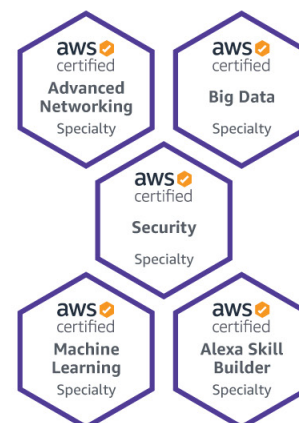 aws
certified
Advanced
Networking
Specialty
aws
certified
Big Data
Specialty
aws
certified
Security
Specialty
aws
certified
Machine
Learning
Specialty
aws
certified
Alexa Skill
Builder
Specialty